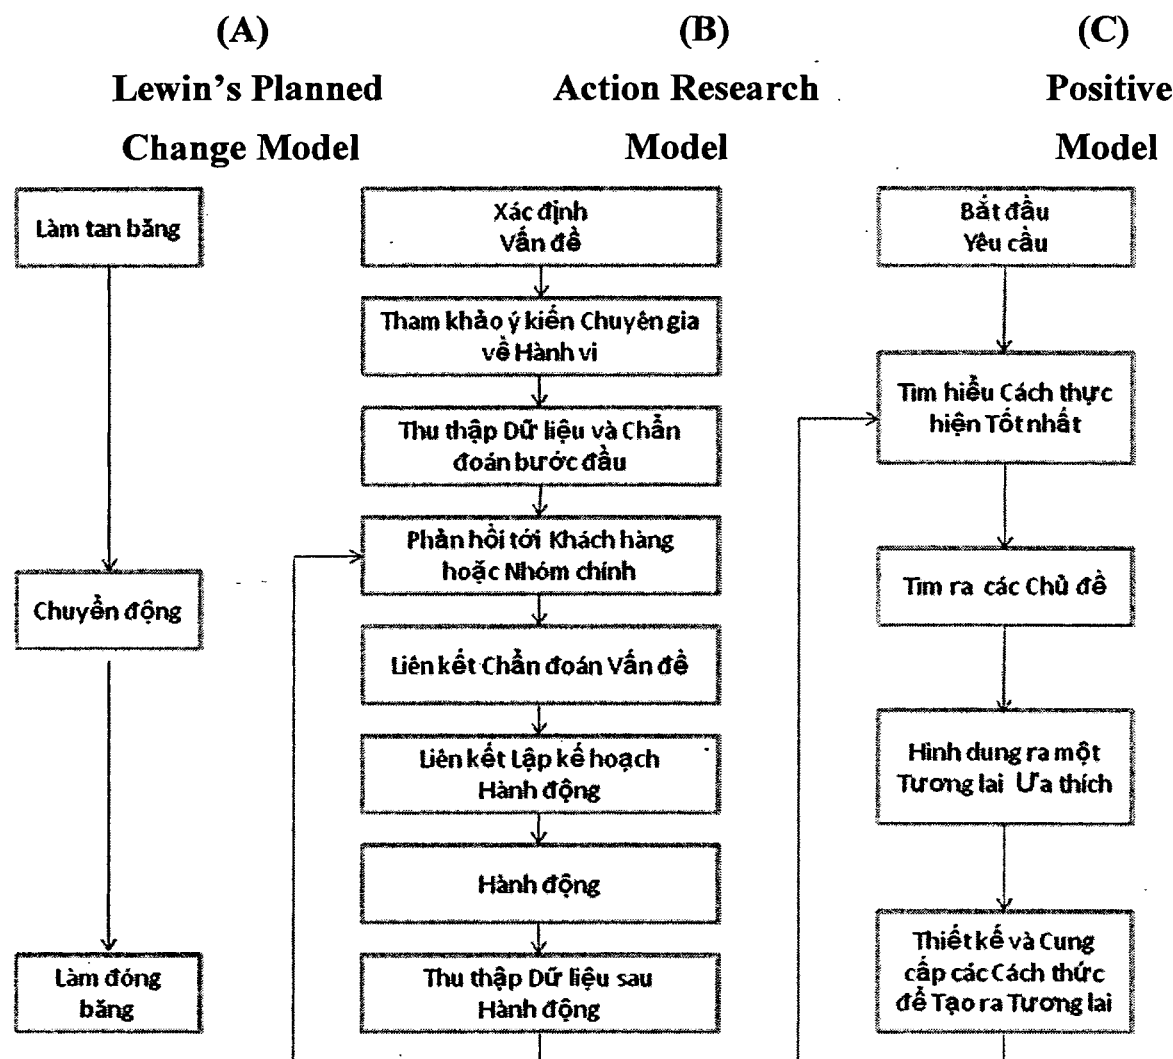 (A)
Lewin's Planned
Change Model
(B)
Action Research
Model
(C)
Positive
Model
Làm tan băng
Chuyển động
Làm đóng
băng
Xác định
Vấn đề
Tham khảo ý kiến Chuyên gia
về Hành vi
Thu thập Dữ liệu và Chẩn
đoán bước đầu
Phản hồi tới Khách hàng
hoặc Nhóm chính
Liên kết Chẩn đoán Vấn đề
Liên kết Lập kế hoạch
Hành động
Hành động
Thu thập Dữ liệu sau
Hành động
Bắt đầu
Yêu cầu
Tìm hiểu Cách thực
hiện Tốt nhất
Tìm ra các Chủ đề
Hình dung ra một
Tương lai Ưa thích
Thiết kế và Cung
cấp các Cách thức
để Tạo ra Tương lai